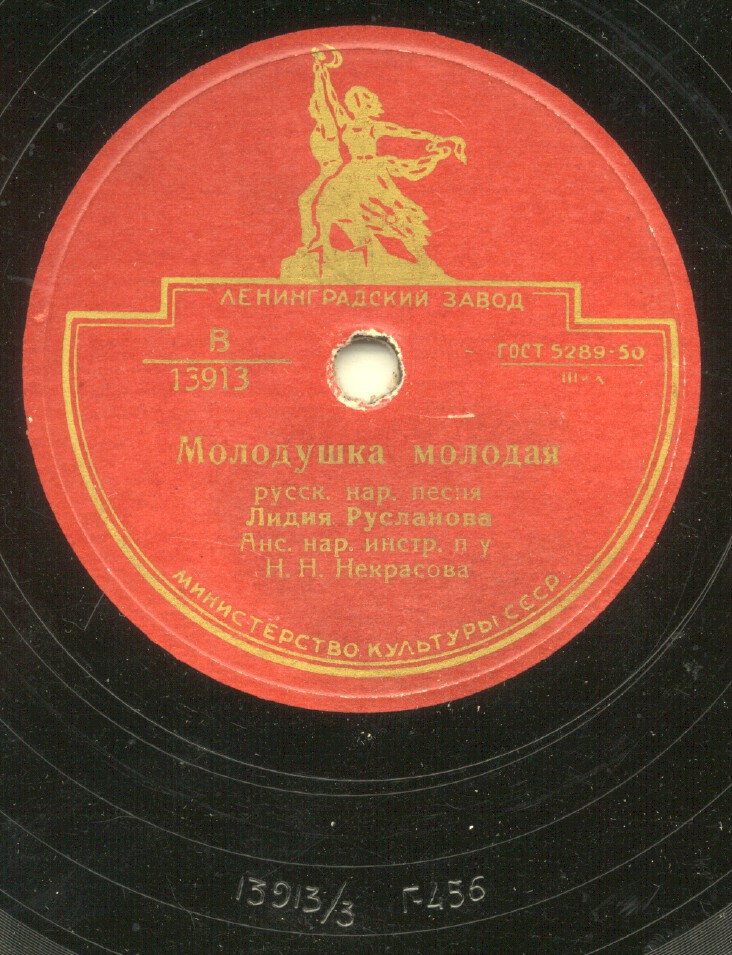 ЛЕНИНГРАДСКИЙ ЗАВОД
В
13913
ГОСТ 5289-50
Молодушка молодая
русск. нар. песня
Лидия Русланова
Анс. нар. инстр. п/у
Н. Н. Некрасова
МИНИСТЕРСТВО КУЛЬТУРЫ СССР
13913/3 Г-456